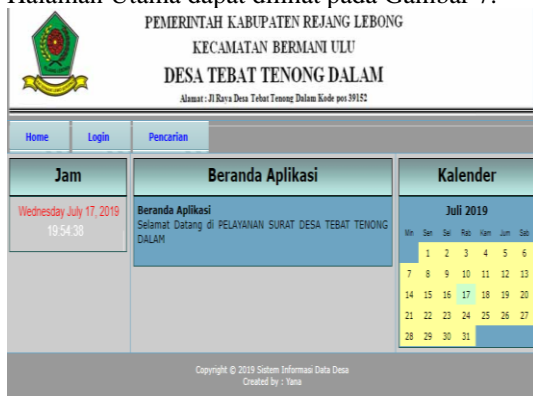 Halaman Utama dapat dilihat pada Gambar 7.
PEMERINTAH KABUPATEN REJANG LEBONG
KECAMATAN BERMANI ULU
DESA TEBAT TENONG DALAM
Alamat : Jl Raya Desa Tebat Tenong Dalam Kode pos 39152
Home Login Pencarian
Jam
Wednesday July 17, 2019
19:54:38
Beranda Aplikasi
Beranda Aplikasi
Selamat Datang di PELAYANAN SURAT DESA TEBAT TENONG
DALAM
Kalender
Juli 2019
Min Sen Sel Rab Kam Jum Sab
1 2 3 4 5 6
7 8 9 10 11 12 13
14 15 16 17 18 19 20
21 22 23 24 25 26 27
28 29 30 31
Copyright © 2019 Sistem Informasi Data Desa
Created by : Yana